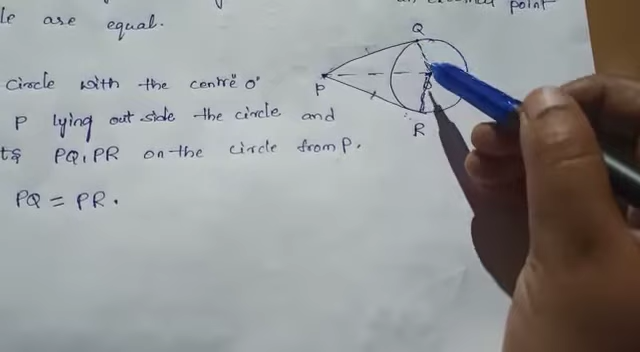 le are equal.
external point
Circle with the centre "O"
P lying out side the circle and
ts PQ, PR on the circle from P.
PQ = PR.
Q
P
O
R